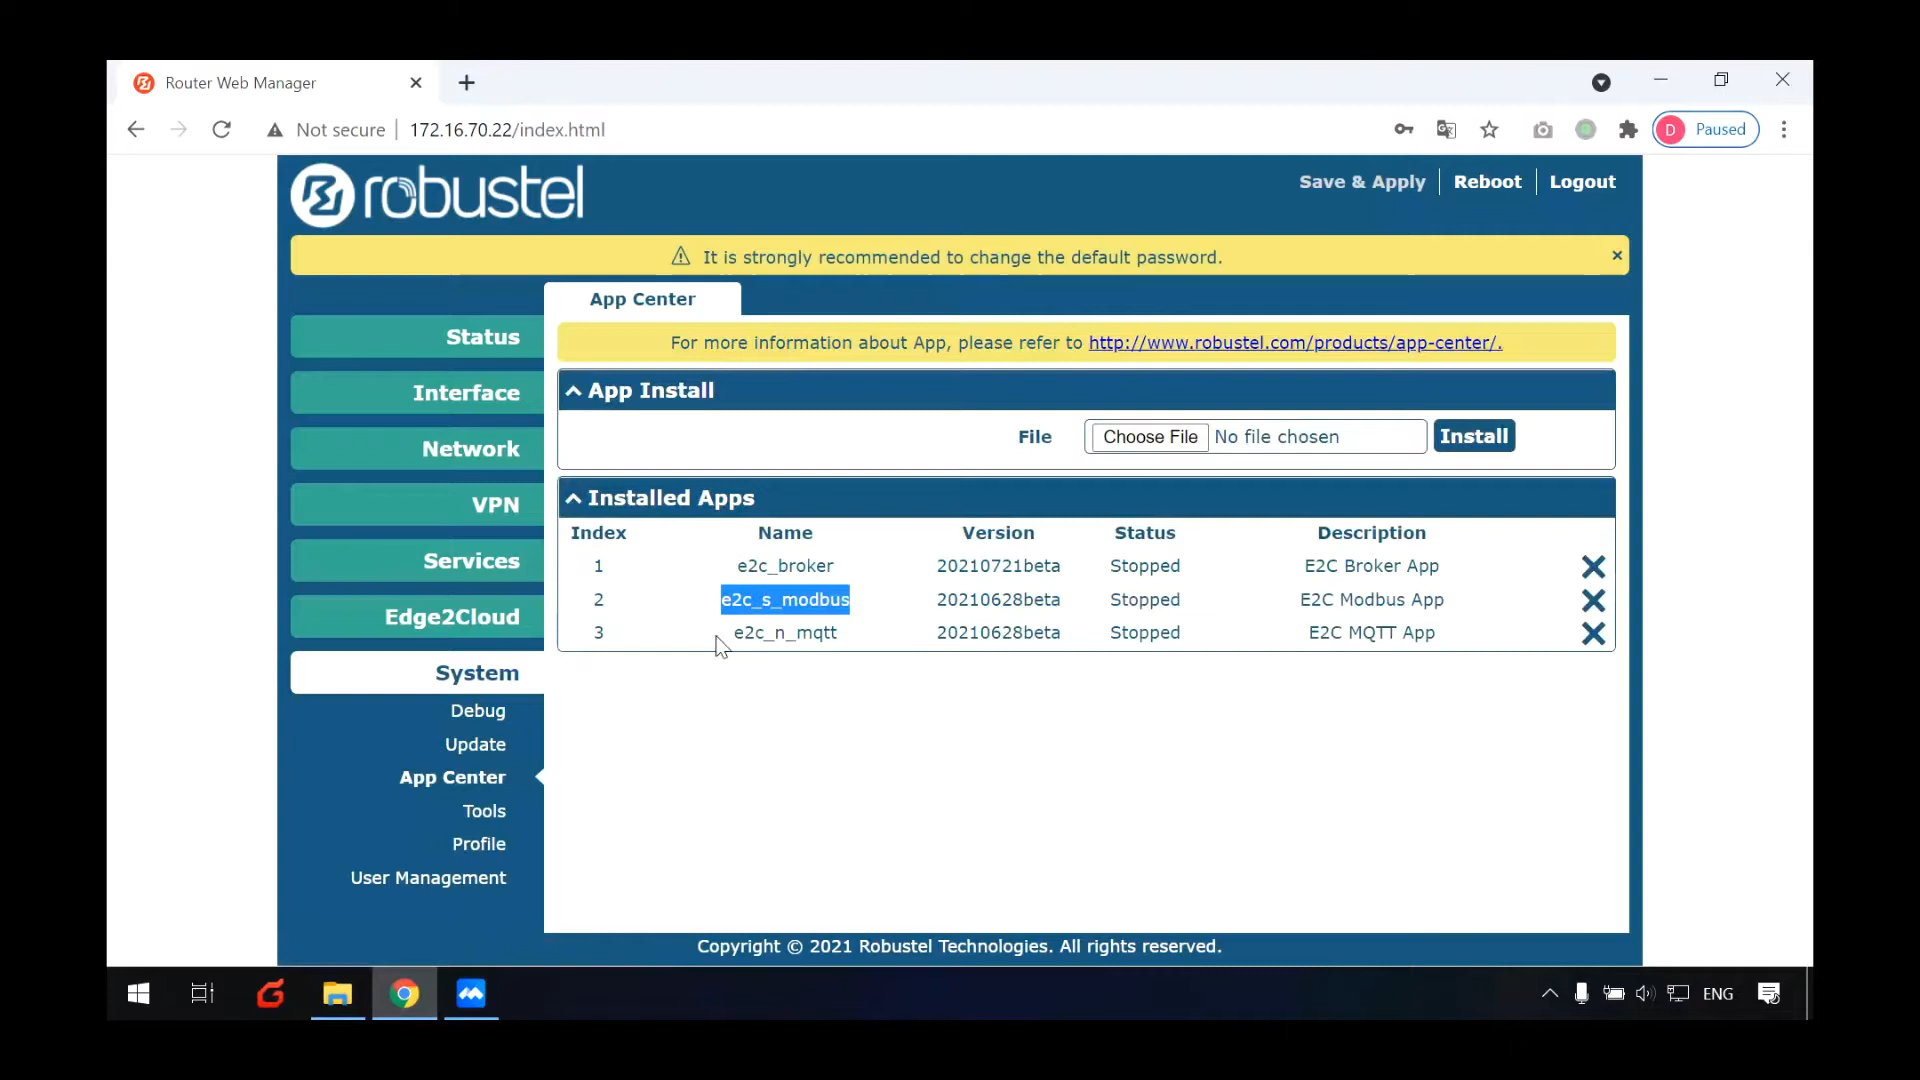 Router Web Manager
Not secure 172.16.70.22/index.html
D Paused
robustel
Save & Apply Reboot Logout
It is strongly recommended to change the default password.
App Center
Status
Interface
Network
VPN
Services
Edge2Cloud
System
Debug
Update
App Center
Tools
Profile
User Management
For more information about App, please refer to http://www.robustel.com/products/app-center/.
App Install
File Choose File No file chosen Install
Installed Apps
Index Name Version Status Description
1 e2c_broker 20210721beta Stopped E2C Broker App
2 e2c_s_modbus 20210628beta Stopped E2C Modbus App
3 e2c_n_mqtt 20210628beta Stopped E2C MQTT App
Copyright © 2021 Robustel Technologies. All rights reserved.
ENG